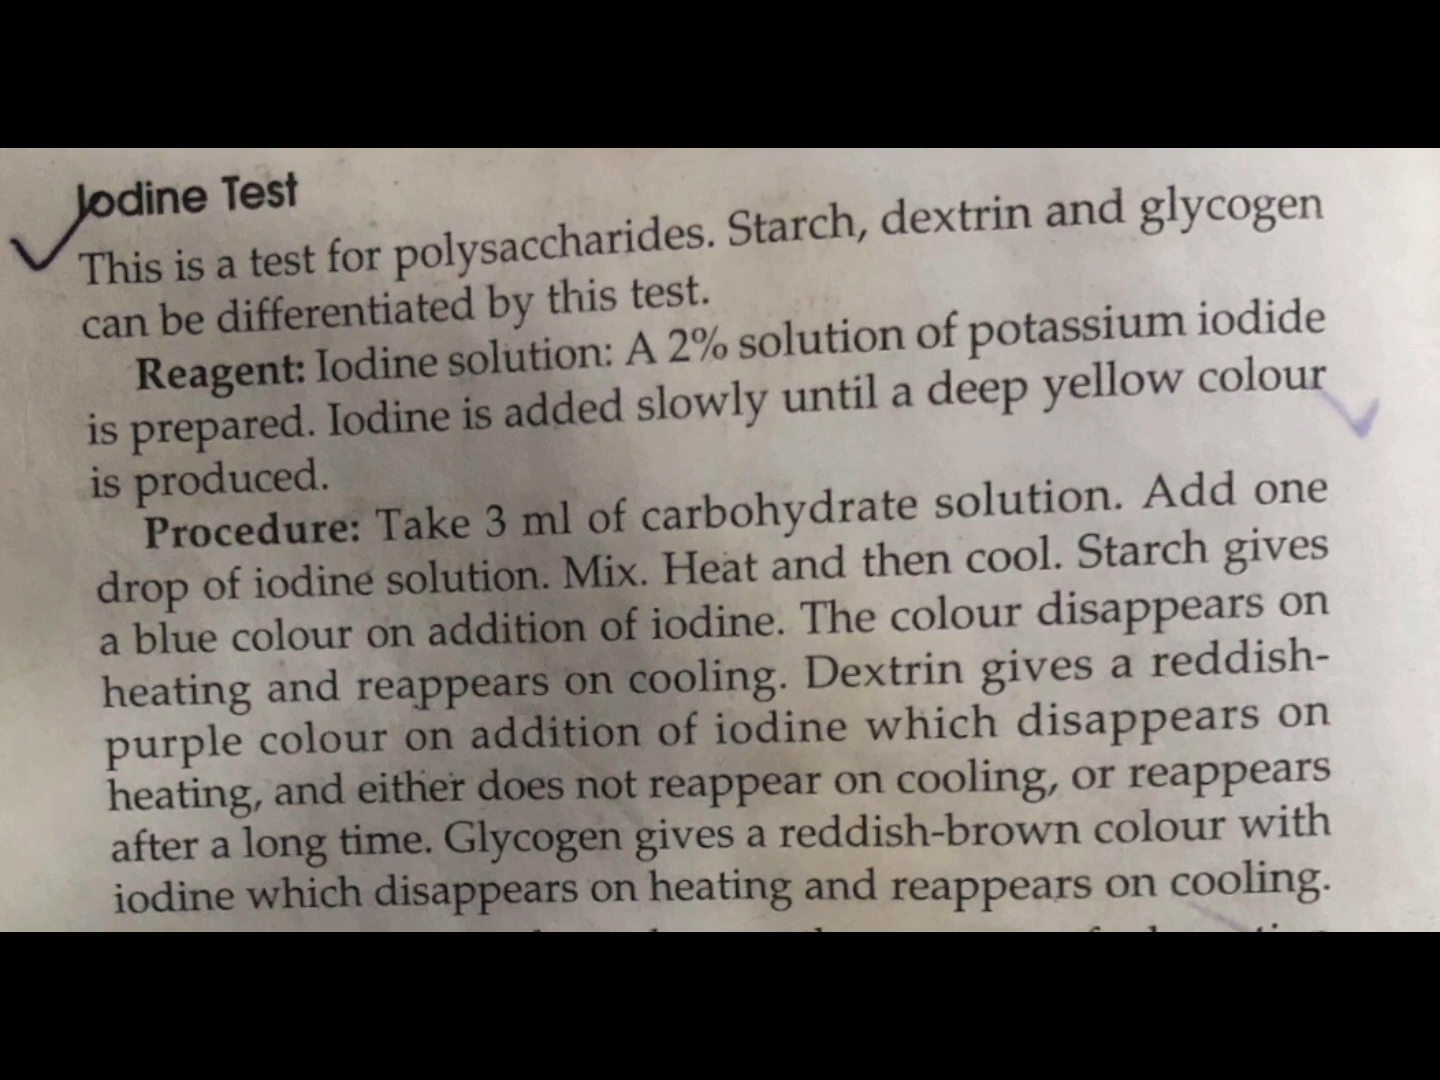 Iodine Test
This is a test for polysaccharides. Starch, dextrin and glycogen
can be differentiated by this test.
Reagent: Iodine solution: A 2% solution of potassium iodide
is prepared. Iodine is added slowly until a deep yellow colour
is produced.
Procedure: Take 3 ml of carbohydrate solution. Add one
drop of iodine solution. Mix. Heat and then cool. Starch gives
a blue colour on addition of iodine. The colour disappears on
heating and reappears on cooling. Dextrin gives a reddish-
purple colour on addition of iodine which disappears on
heating, and either does not reappear on cooling, or reappears
after a long time. Glycogen gives a reddish-brown colour with
iodine which disappears on heating and reappears on cooling.